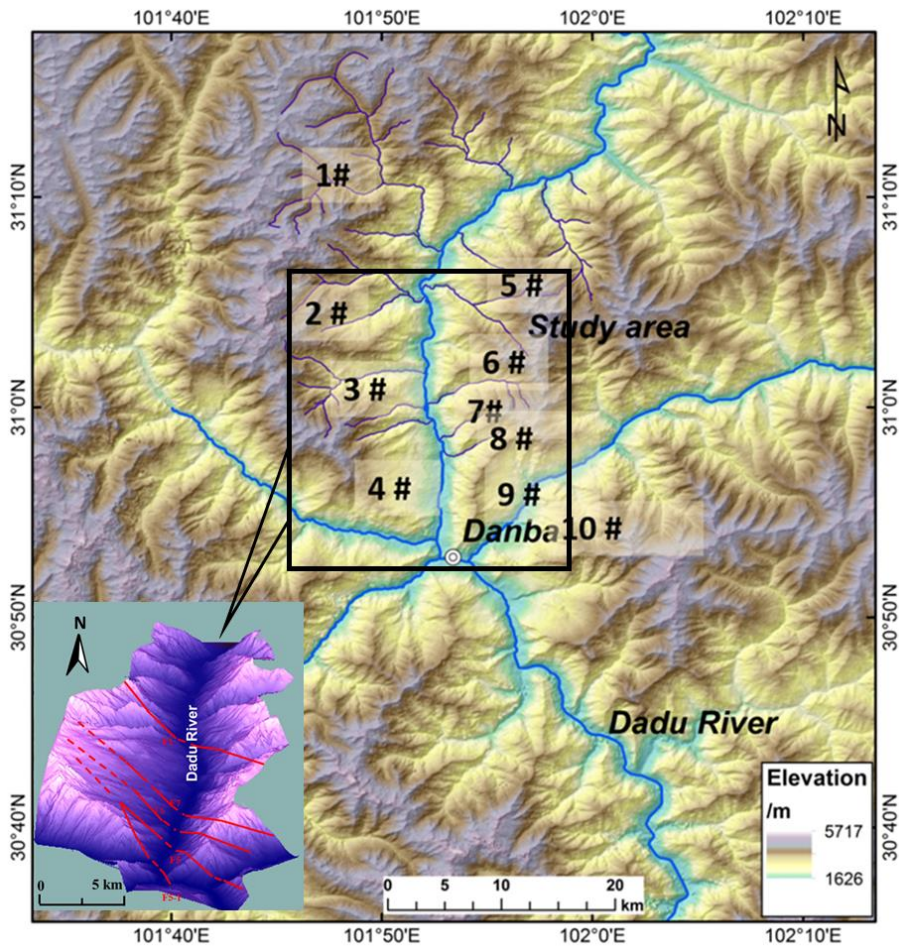 101°40'E 101°50'E 102°0'E 102°10'E
N
31°10'N
31°10'N
1#
5 #
2 #
Study area
6 #
3 #
31°0'N
31°0'N
7#
8 #
4 #
9 #
Danba
10 #
30°50'N
30°50'N
N
Dadu River
Dadu River
Elevation
/m
5717
1626
30°40'N
30°40'N
0 5 km
0 5 10 20
km
101°40'E 101°50'E 102°0'E 102°10'E